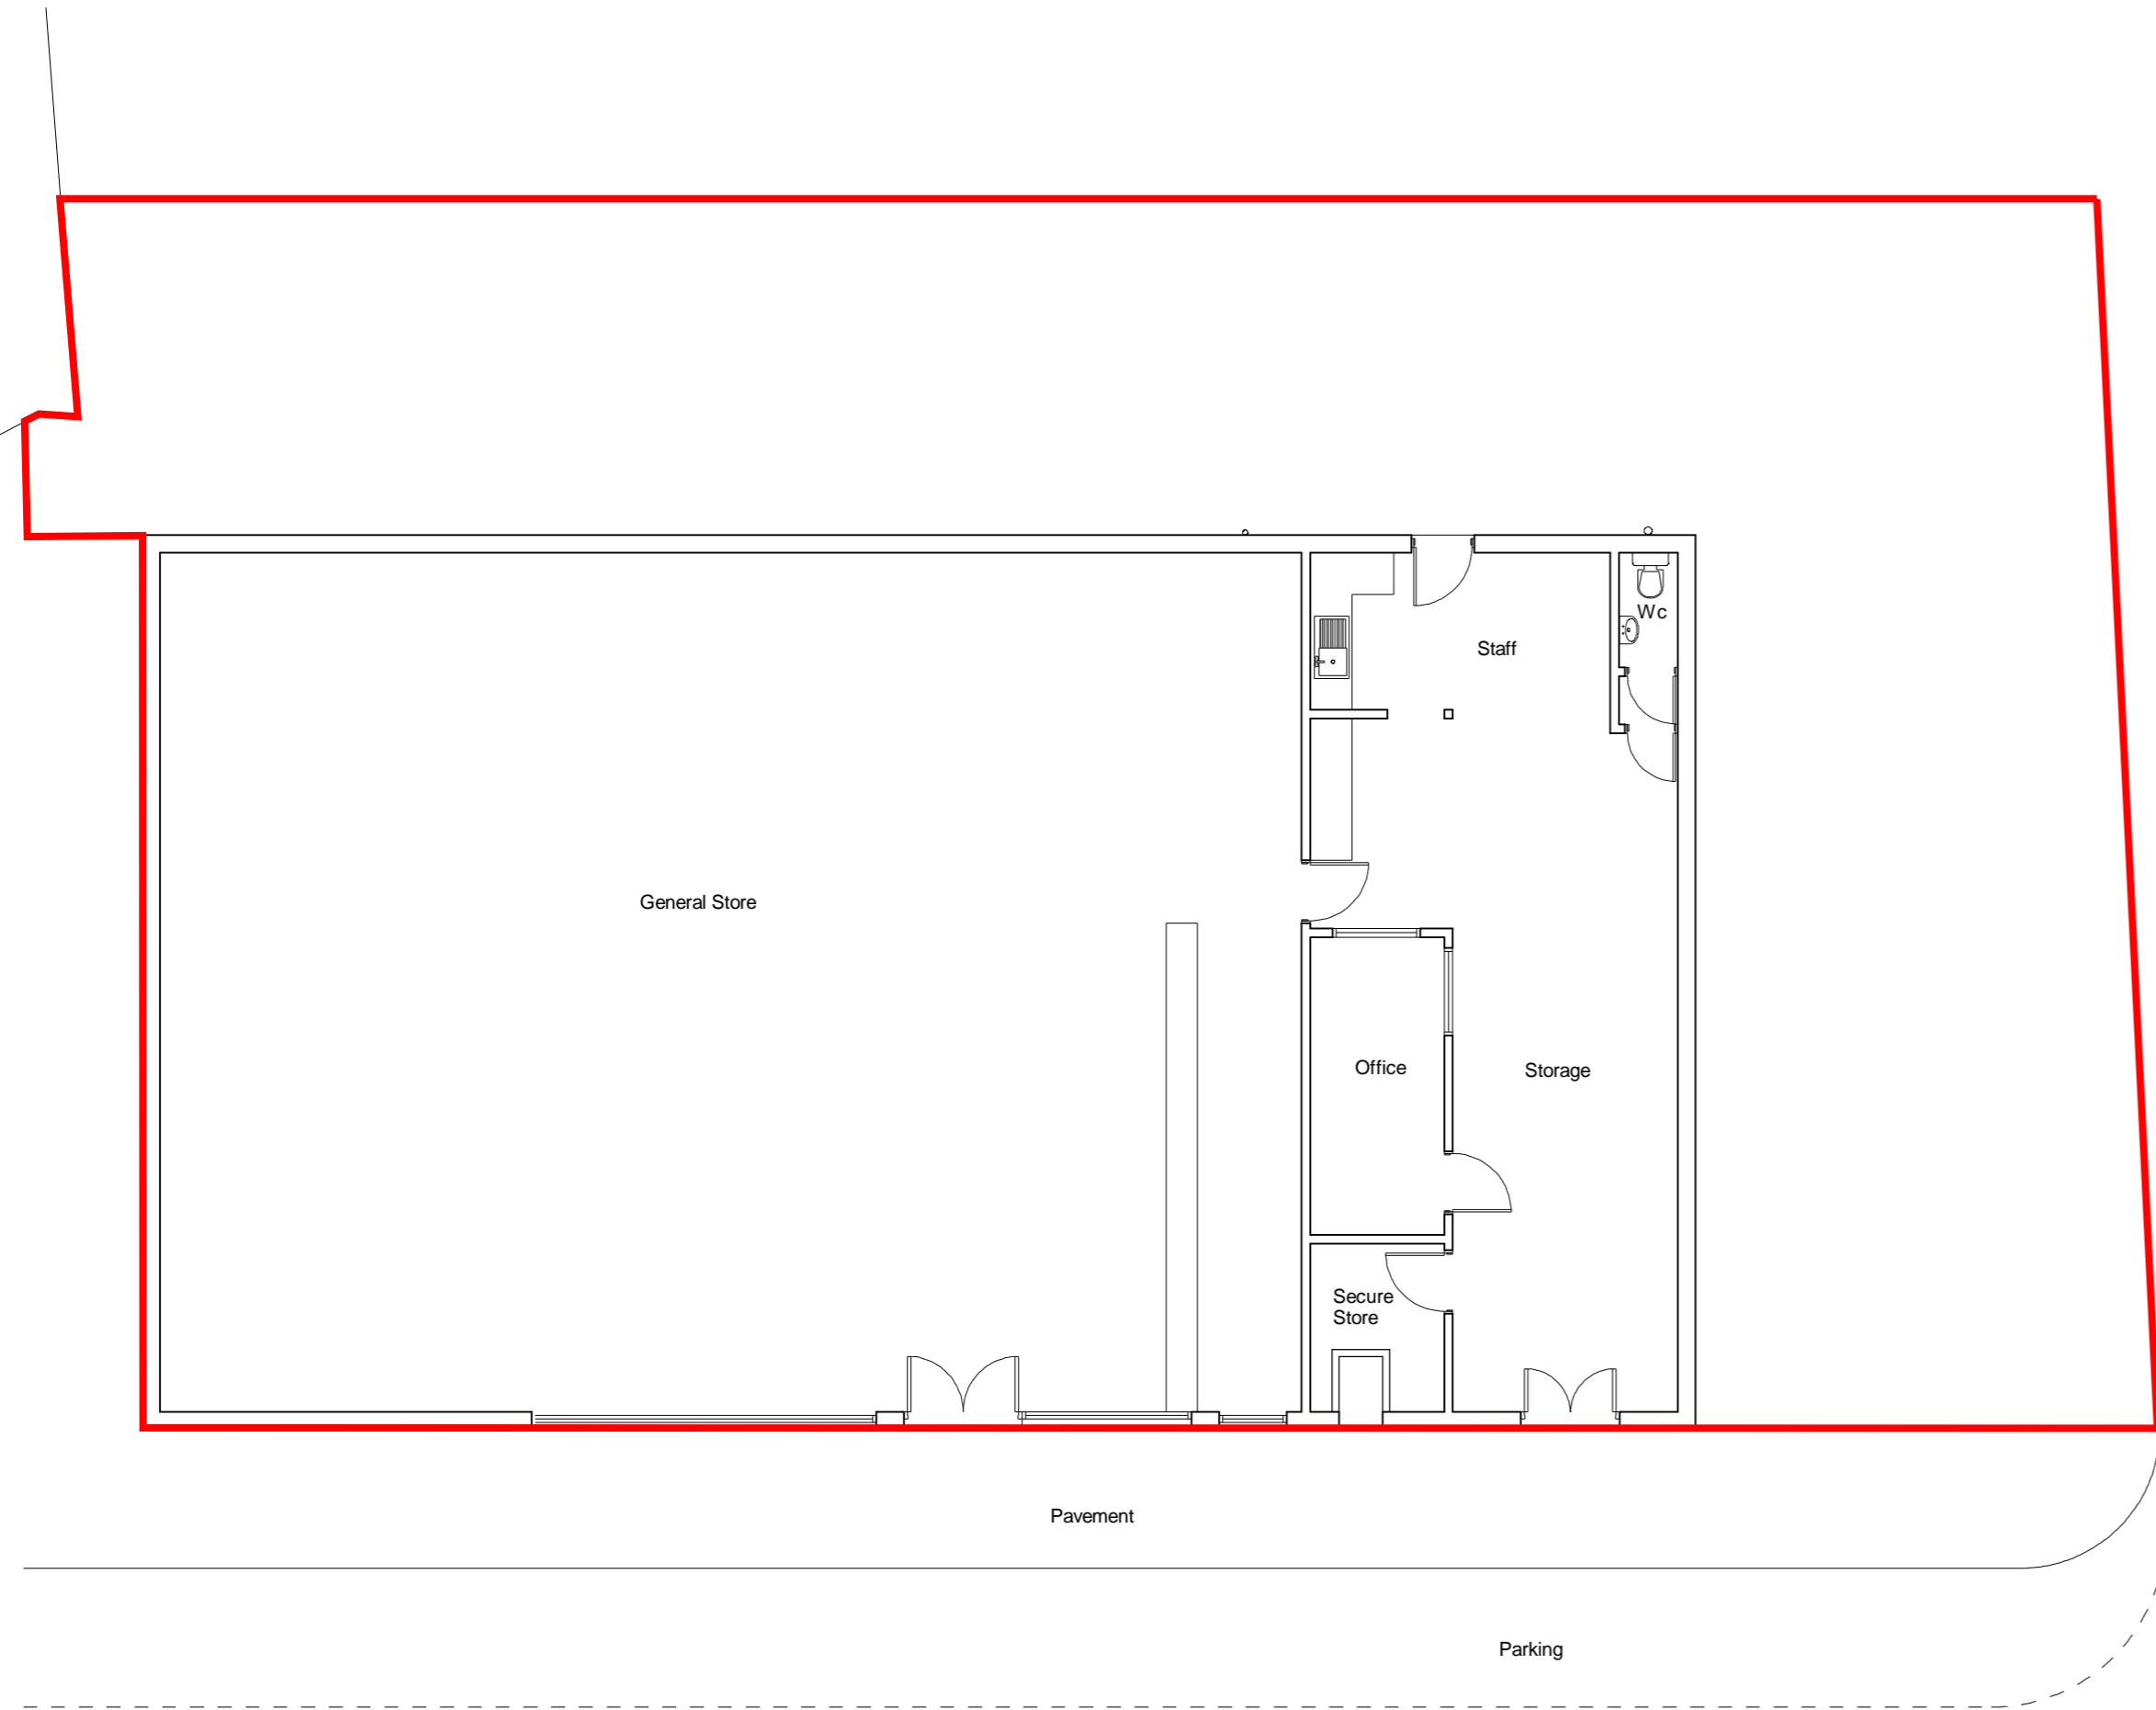 Wc
Staff
General Store
Office
Storage
Secure
Store
Pavement
Parking